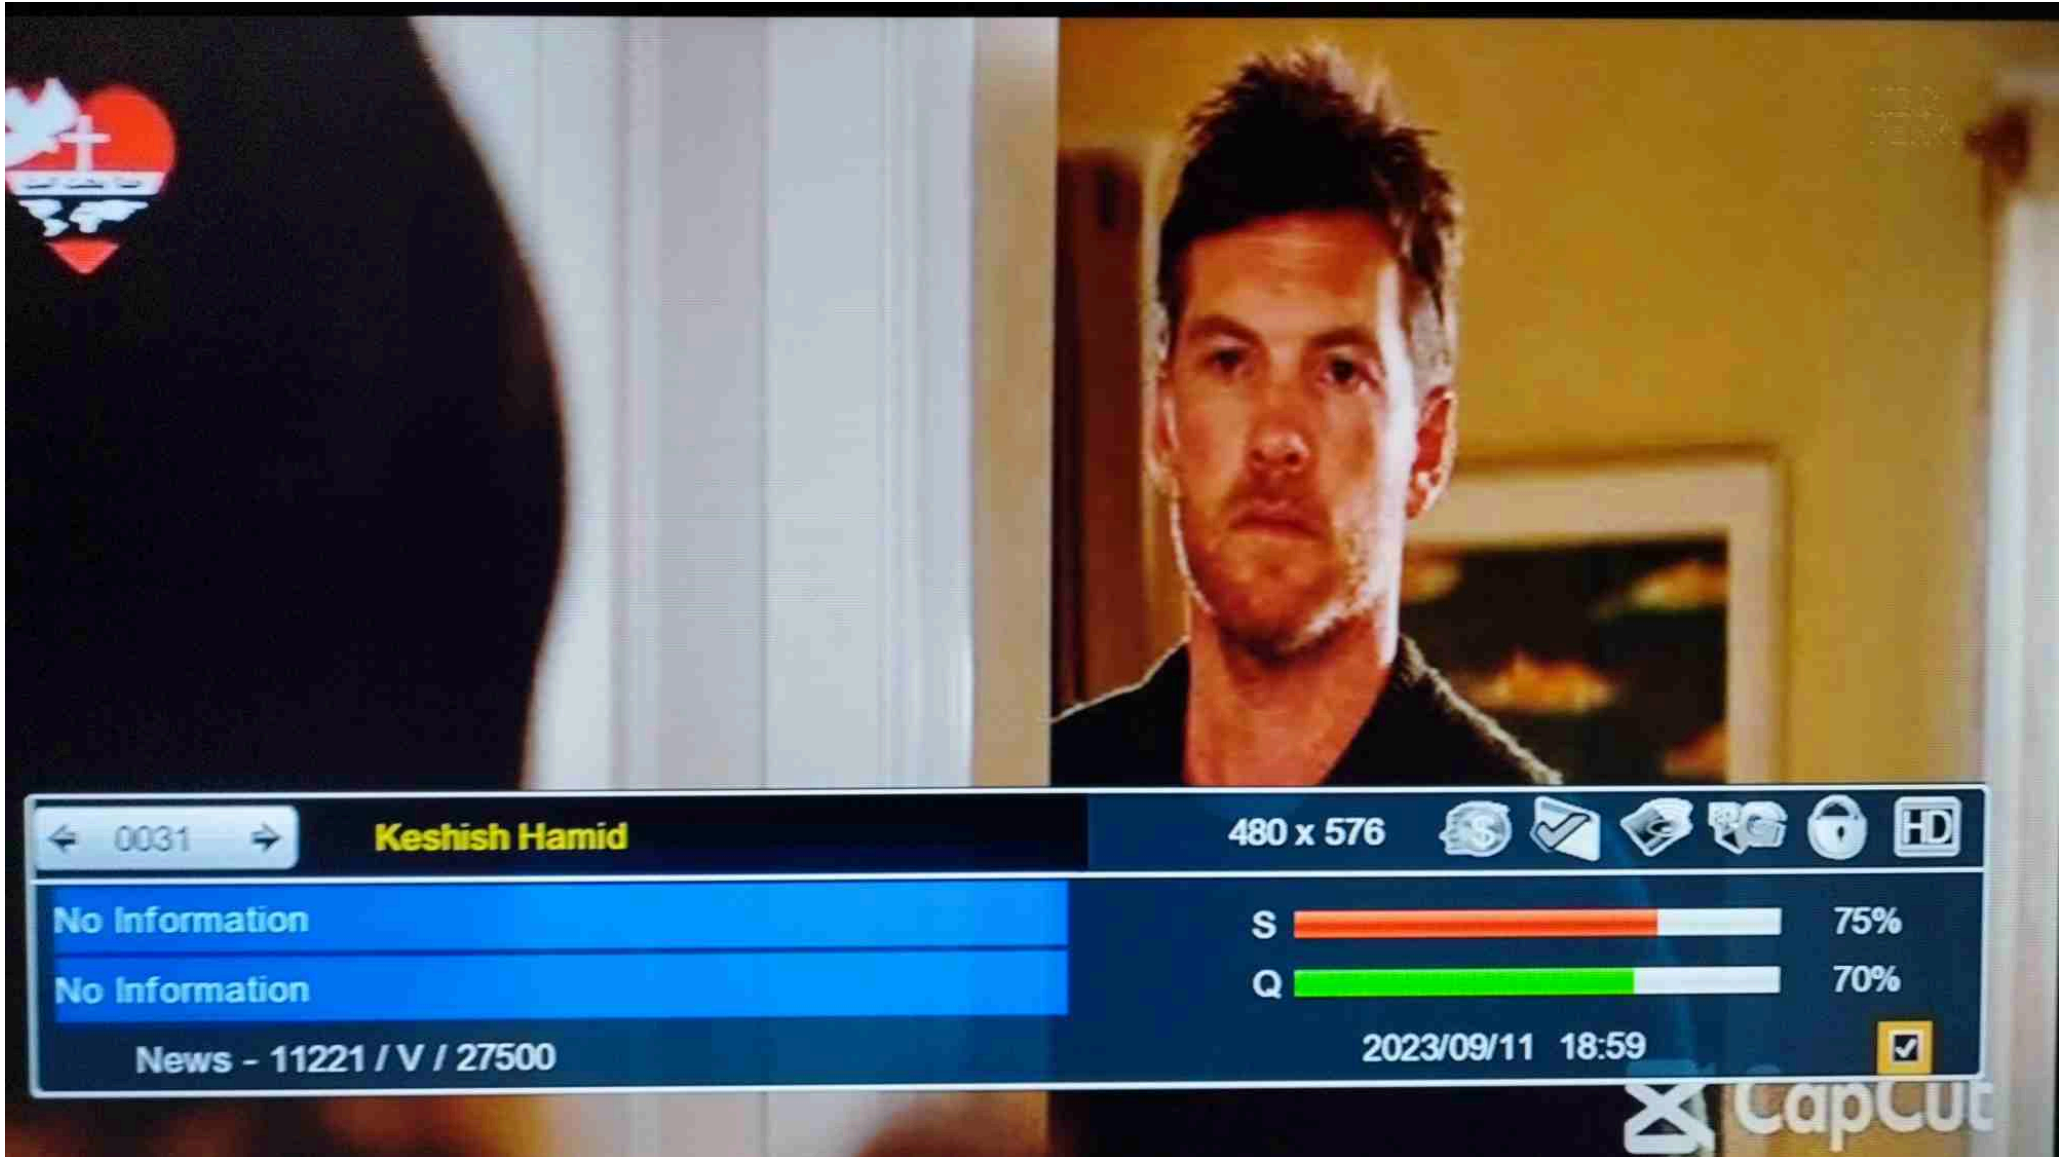 0031
Keshish Hamid
480 x 576
HD
No Information
S 75%
No Information
Q 70%
News - 11221 / V / 27500
2023/09/11 18:59
CapCut